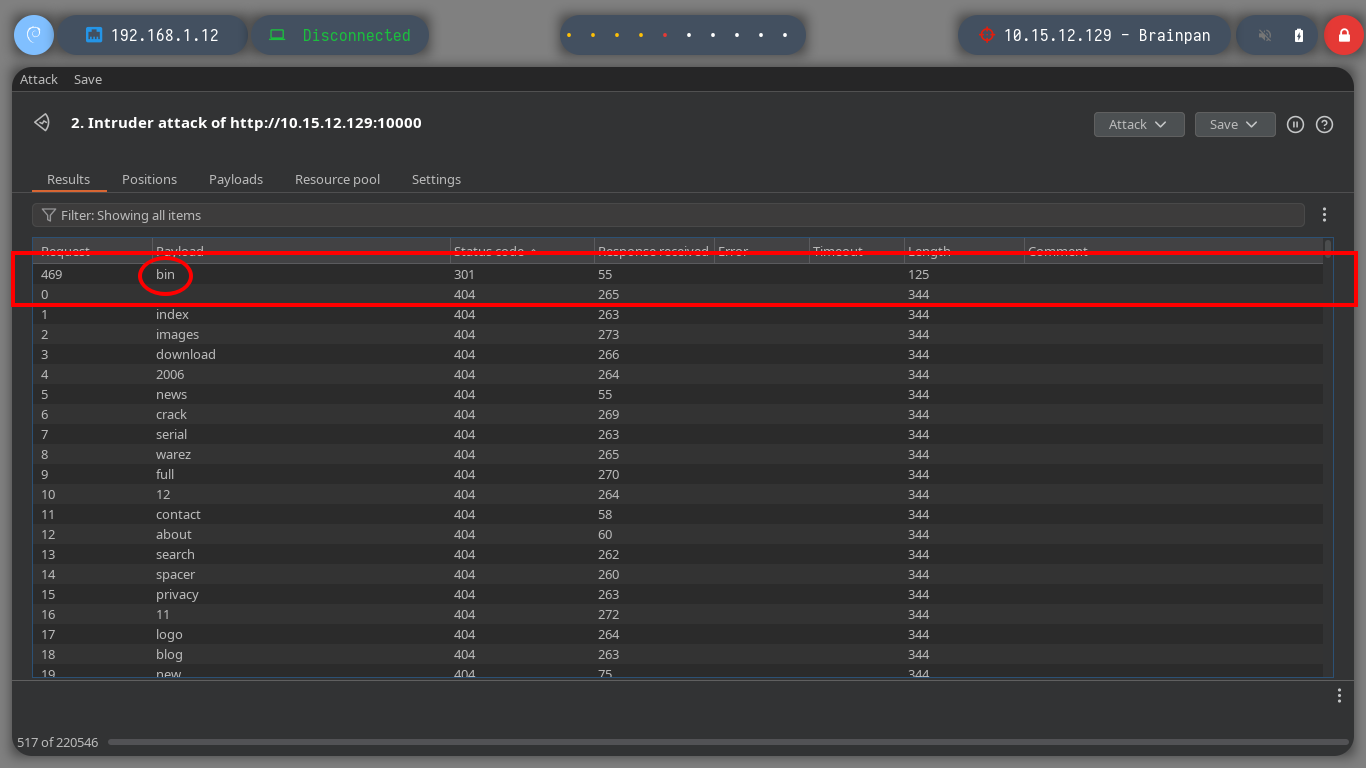 192.168.1.12 Disconnected 10.15.12.129 - Brainpan
Attack Save
2. Intruder attack of http://10.15.12.129:10000
Attack Save
Results Positions Payloads Resource pool Settings
Filter: Showing all items
Request Payload Status code Response received Error Timeout Length Comment
469 bin 301 55 125
0 404 265 344
1 index 404 263 344
2 images 404 273 344
3 download 404 266 344
4 2006 404 264 344
5 news 404 55 344
6 crack 404 269 344
7 serial 404 263 344
8 warez 404 265 344
9 full 404 270 344
10 12 404 264 344
11 contact 404 58 344
12 about 404 60 344
13 search 404 262 344
14 spacer 404 260 344
15 privacy 404 263 344
16 11 404 272 344
17 logo 404 264 344
18 blog 404 263 344
19 new 404 75 344
517 of 220546